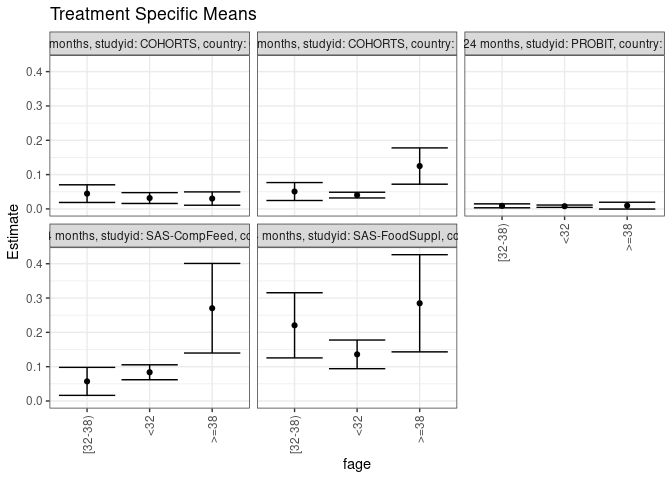 Treatment Specific Means
months, studyid: COHORTS, country:
months, studyid: COHORTS, country:
24 months, studyid: PROBIT, country:
0.4
0.3
0.2
0.1
0.0
months, studyid: SAS-CompFeed, co
months, studyid: SAS-FoodSuppl, co
0.4
0.3
0.2
0.1
0.0
Estimate
[32-38)
<32
>=38
[32-38)
<32
>=38
[32-38)
<32
>=38
fage